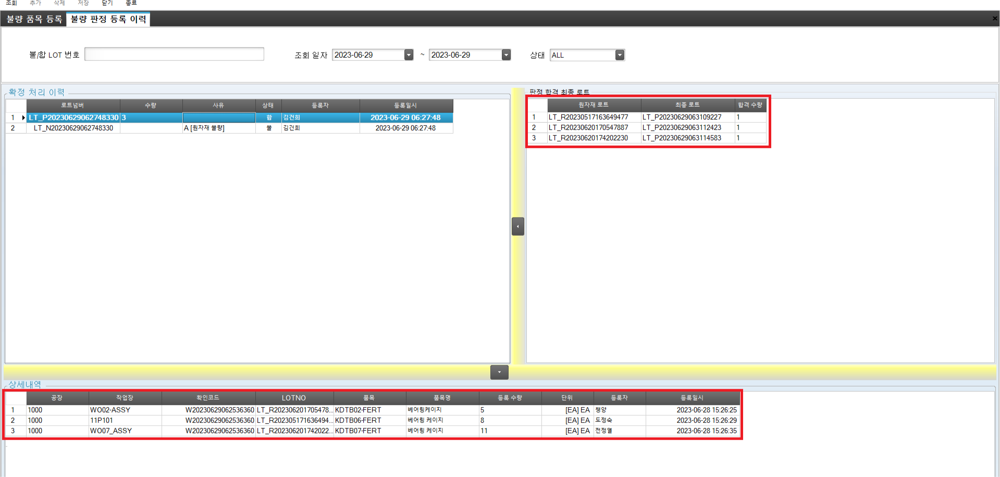 조회 추가 삭제 저장 닫기 종료
불량 품목 등록 불량 판정 등록 이력
불/합 LOT 번호 조회 일자 2023-06-29 ~ 2023-06-29 상태 ALL
확정 처리 이력
로트넘버 수량 사유 상태 등록자 등록일시
1 LT_P20230629062748330 3 합 김건희 2023-06-29 06:27:48
2 LT_N20230629062748330 A [원자재 불량] 불 김건희 2023-06-29 06:27:48
판정 합격 최종 로트
원자재 로트 최종 로트 합격 수량
1 LT_R20230517163649477 LT_P20230629063109227 1
2 LT_R20230620170547887 LT_P20230629063112423 1
3 LT_R20230620174202230 LT_P20230629063114583 1
상세내역
공장 작업장 확인코드 LOTNO 품목 품목명 등록 수량 단위 등록자 등록일시
1 1000 WO02-ASSY W20230629062536360 LT_R202306201705478... KDTB02-FERT 베어링케이지 5 [EA] EA 챙양 2023-06-28 15:26:25
2 1000 11P101 W20230629062536360 LT_R202305171636494... KDTB06-FERT 베어링 케이지 8 [EA] EA 도정숙 2023-06-28 15:26:29
3 1000 WO07_ASSY W20230629062536360 LT_R202306201742022... KDTB07-FERT 베어링 케이지 11 [EA] EA 전정열 2023-06-28 15:26:35